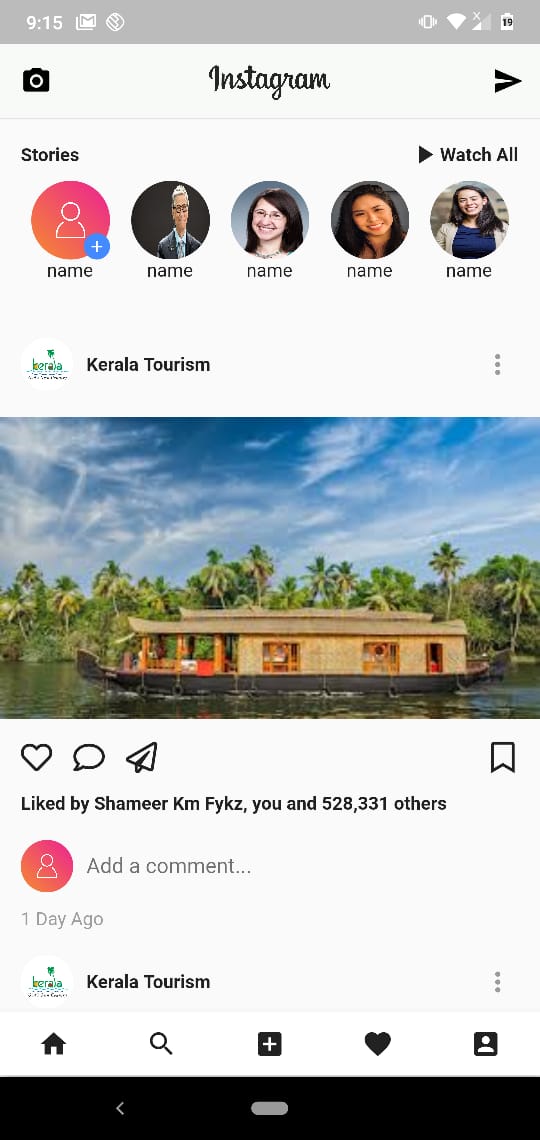 9:15
19
Instagram
Stories
Watch All
name
name
name
name
name
kerala
Kerala Tourism
Liked by Shameer Km Fykz, you and 528,331 others
Add a comment...
1 Day Ago
kerala
Kerala Tourism